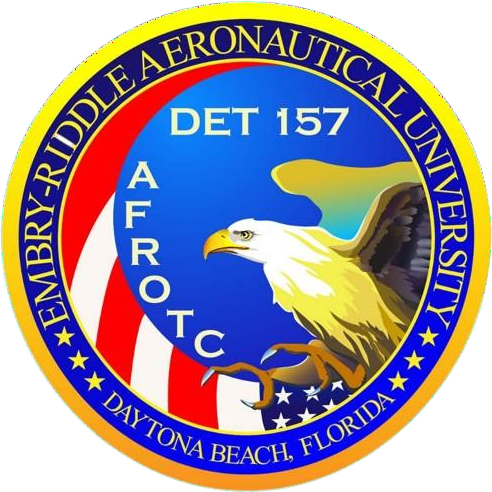 EMBRY-RIDDLE AERONAUTICAL UNIVERSITY
DET 157
AFROTC
DAYTONA BEACH, FLORIDA